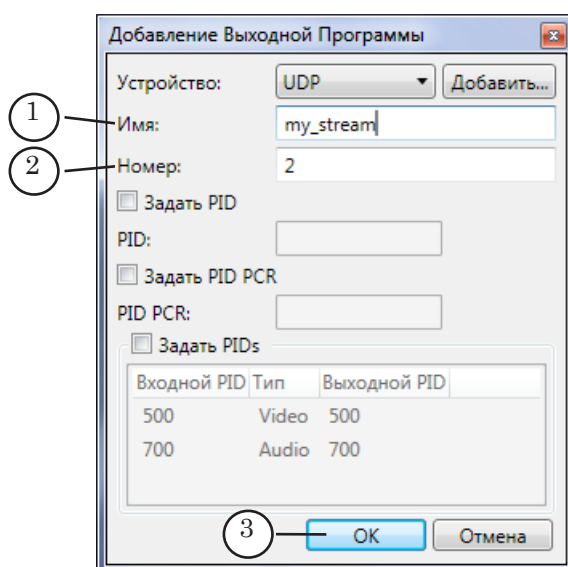 Добавление Выходной Программы
Устройство: UDP Добавить...
1 Имя: my_stream
2 Номер: 2
Задать PID
PID:
Задать PID PCR
PID PCR:
Задать PIDs
Входной PID Тип Выходной PID
500 Video 500
700 Audio 700
3 OK Отмена